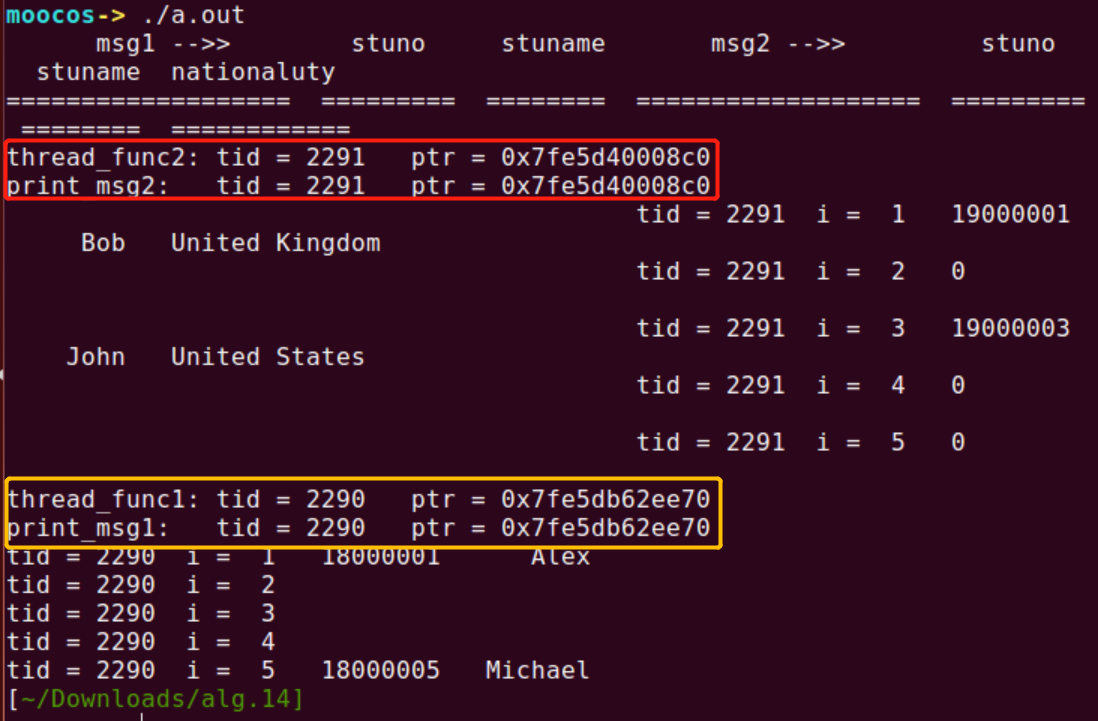 moocos-> ./a.out
      msg1 -->>        stuno     stuname       msg2 -->>         stuno
  stuname  nationaluty
===================  =========  ========  ===================  =========
 ========  ============
thread_func2: tid = 2291   ptr = 0x7fe5d40008c0
print_msg2:   tid = 2291   ptr = 0x7fe5d40008c0
                                          tid = 2291  i =  1   19000001
     Bob   United Kingdom
                                          tid = 2291  i =  2   0
                                          tid = 2291  i =  3   19000003
    John   United States
                                          tid = 2291  i =  4   0
                                          tid = 2291  i =  5   0
thread_func1: tid = 2290   ptr = 0x7fe5db62ee70
print_msg1:   tid = 2290   ptr = 0x7fe5db62ee70
tid = 2290  i =  1   18000001      Alex
tid = 2290  i =  2
tid = 2290  i =  3
tid = 2290  i =  4
tid = 2290  i =  5   18000005   Michael
[~/Downloads/alg.14]